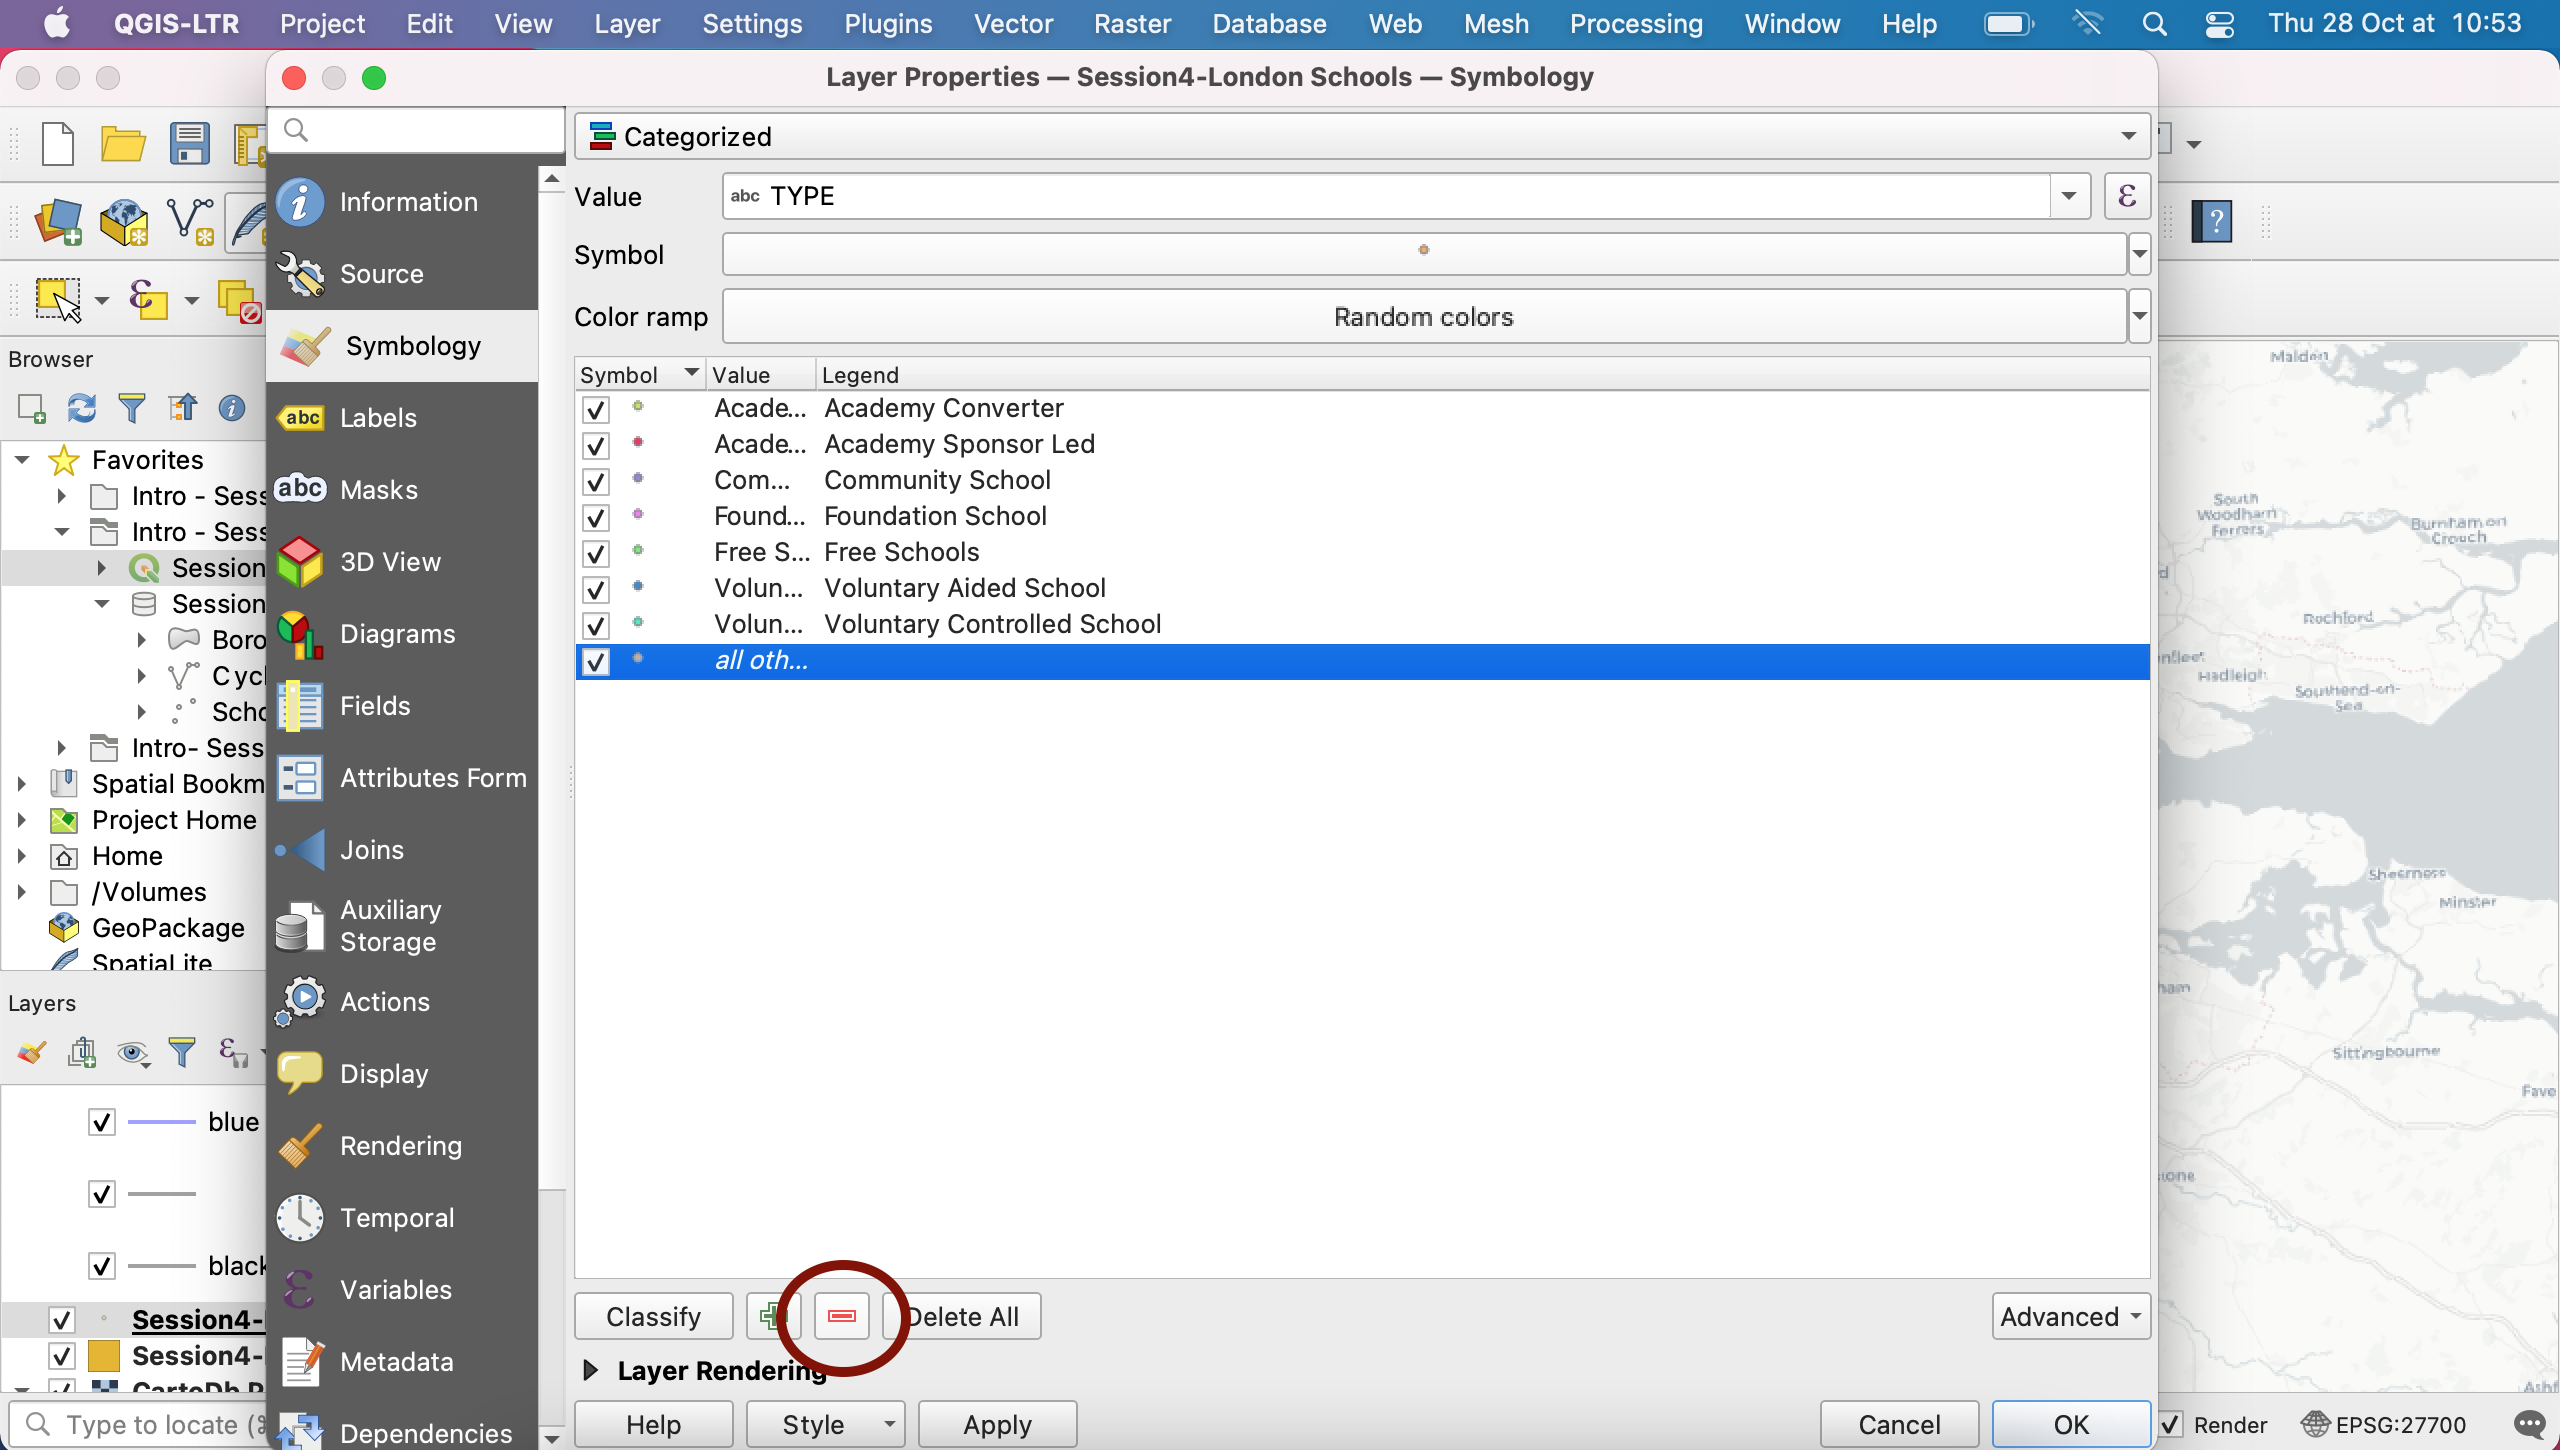 QGIS-LTR Project Edit View Layer Settings Plugins Vector Raster Database Web Mesh Processing Window Help Thu 28 Oct at 10:53
Layer Properties — Session4-London Schools — Symbology
Categorized
Value abc TYPE ε
Symbol
Color ramp Random colors
Symbol Value Legend
Acade... Academy Converter
Acade... Academy Sponsor Led
Com... Community School
Found... Foundation School
Free S... Free Schools
Volun... Voluntary Aided School
Volun... Voluntary Controlled School
all oth...
Classify Delete All Advanced
Layer Rendering
Help Style Apply Cancel OK
Information
Source
Symbology
abc Labels
abc Masks
3D View
Diagrams
Fields
Attributes Form
Joins
Auxiliary
Storage
Actions
Display
Rendering
Temporal
ε Variables
Metadata
Dependencies
Browser
Favorites
Intro - Sess
Intro - Sess
Session
Session
Boro
Cycl
Scho
Intro- Sess
Spatial Bookm
Project Home
Home
/Volumes
GeoPackage
SpatiaLite
Layers
blue
black
Session4-
Session4-
CartoDb P
Type to locate (⌘
Maldon
South
Woodham
Ferrers
Burnham on
Crouch
Rochford
nfleet
Hadleigh
Southend-on-
Sea
Sheerness
Minster
ham
Sittingbourne
Fave
tone
Ashf
Render EPSG:27700